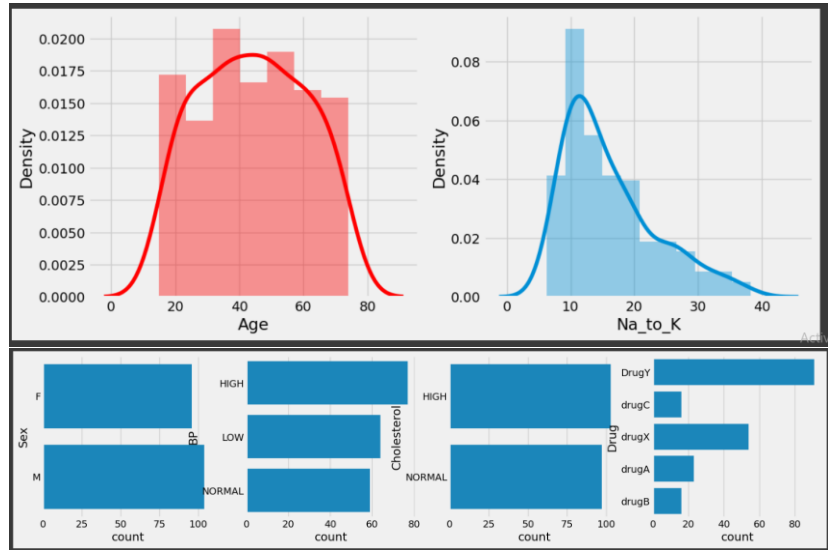 Density
0.0200
0.0175
0.0150
0.0125
0.0100
0.0075
0.0050
0.0025
0.0000
0 20 40 60 80
Age
Density
0.08
0.06
0.04
0.02
0.00
0 10 20 30 40
Na_to_K
Activ
Sex
F
M
0 25 50 75 100
count
BP
HIGH
LOW
NORMAL
0 20 40 60 80
count
Cholesterol
HIGH
NORMAL
0 25 50 75 100
count
Drug
DrugY
drugC
drugX
drugA
drugB
0 20 40 60 80
count